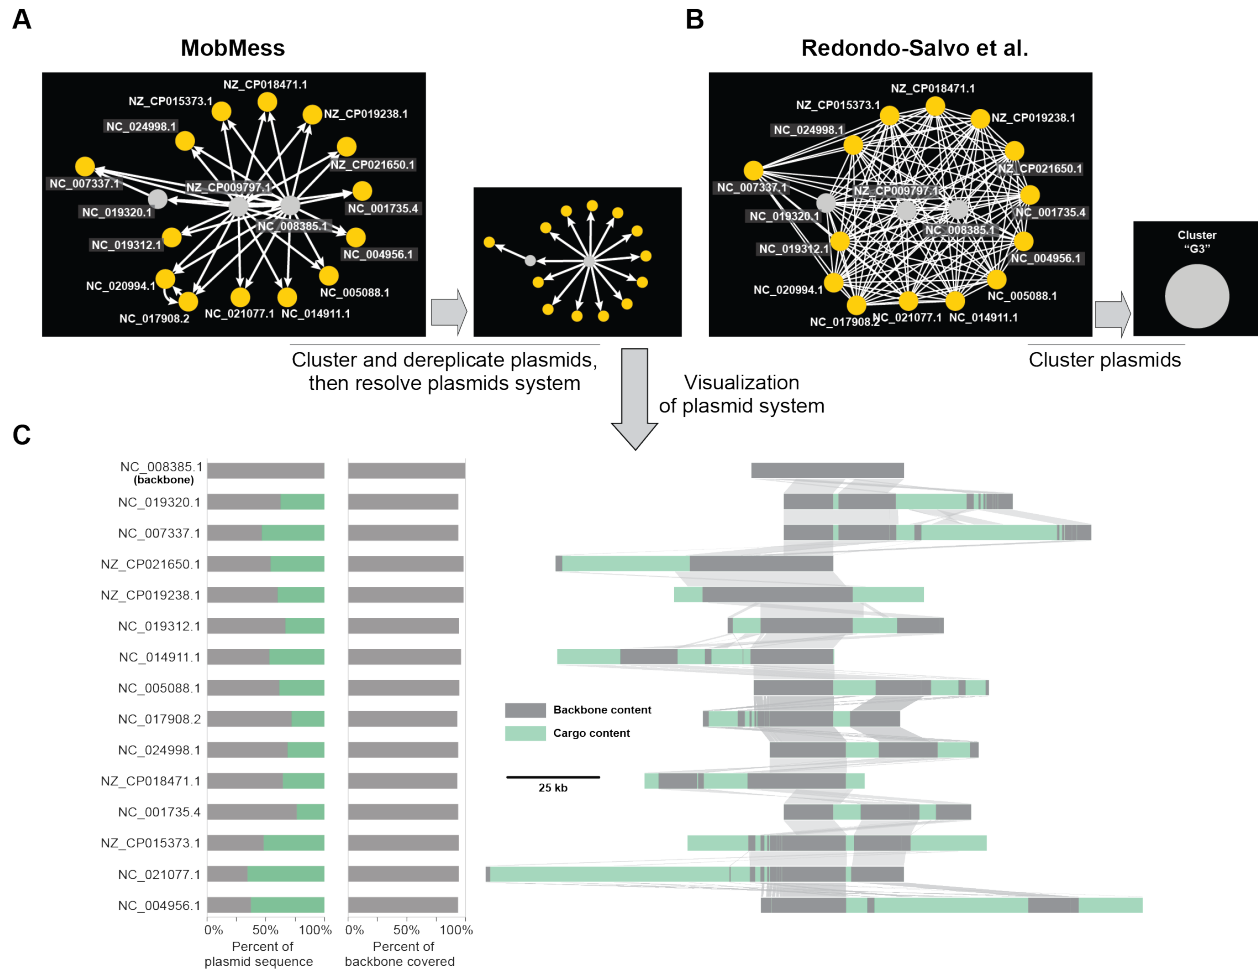 A
MobMess
NZ_CP018471.1
NZ_CP015373.1
NZ_CP019238.1
NC_024998.1
NZ_CP021650.1
NC_007337.1
NZ_CP009797.1
NC_019320.1
NC_001735.4
NC_008385.1
NC_019312.1
NC_004956.1
NC_020994.1
NC_005088.1
NC_017908.2
NC_021077.1
NC_014911.1
Cluster and dereplicate plasmids,
then resolve plasmids system
B
Redondo-Salvo et al.
NZ_CP018471.1
NZ_CP015373.1
NZ_CP019238.1
NC_024998.1
NZ_CP021650.1
NC_007337.1
NZ_CP009797.1
NC_019320.1
NC_001735.4
NC_008385.1
NC_019312.1
NC_004956.1
NC_020994.1
NC_005088.1
NC_017908.2
NC_021077.1
NC_014911.1
Cluster
“G3”
Cluster plasmids
Visualization
of plasmid system
C
NC_008385.1
(backbone)
NC_019320.1
NC_007337.1
NZ_CP021650.1
NZ_CP019238.1
NC_019312.1
NC_014911.1
NC_005088.1
NC_017908.2
NC_024998.1
NZ_CP018471.1
NC_001735.4
NZ_CP015373.1
NC_021077.1
NC_004956.1
0% 50% 100%
Percent of
plasmid sequence
0% 50% 100%
Percent of
backbone covered
Backbone content
Cargo content
25 kb